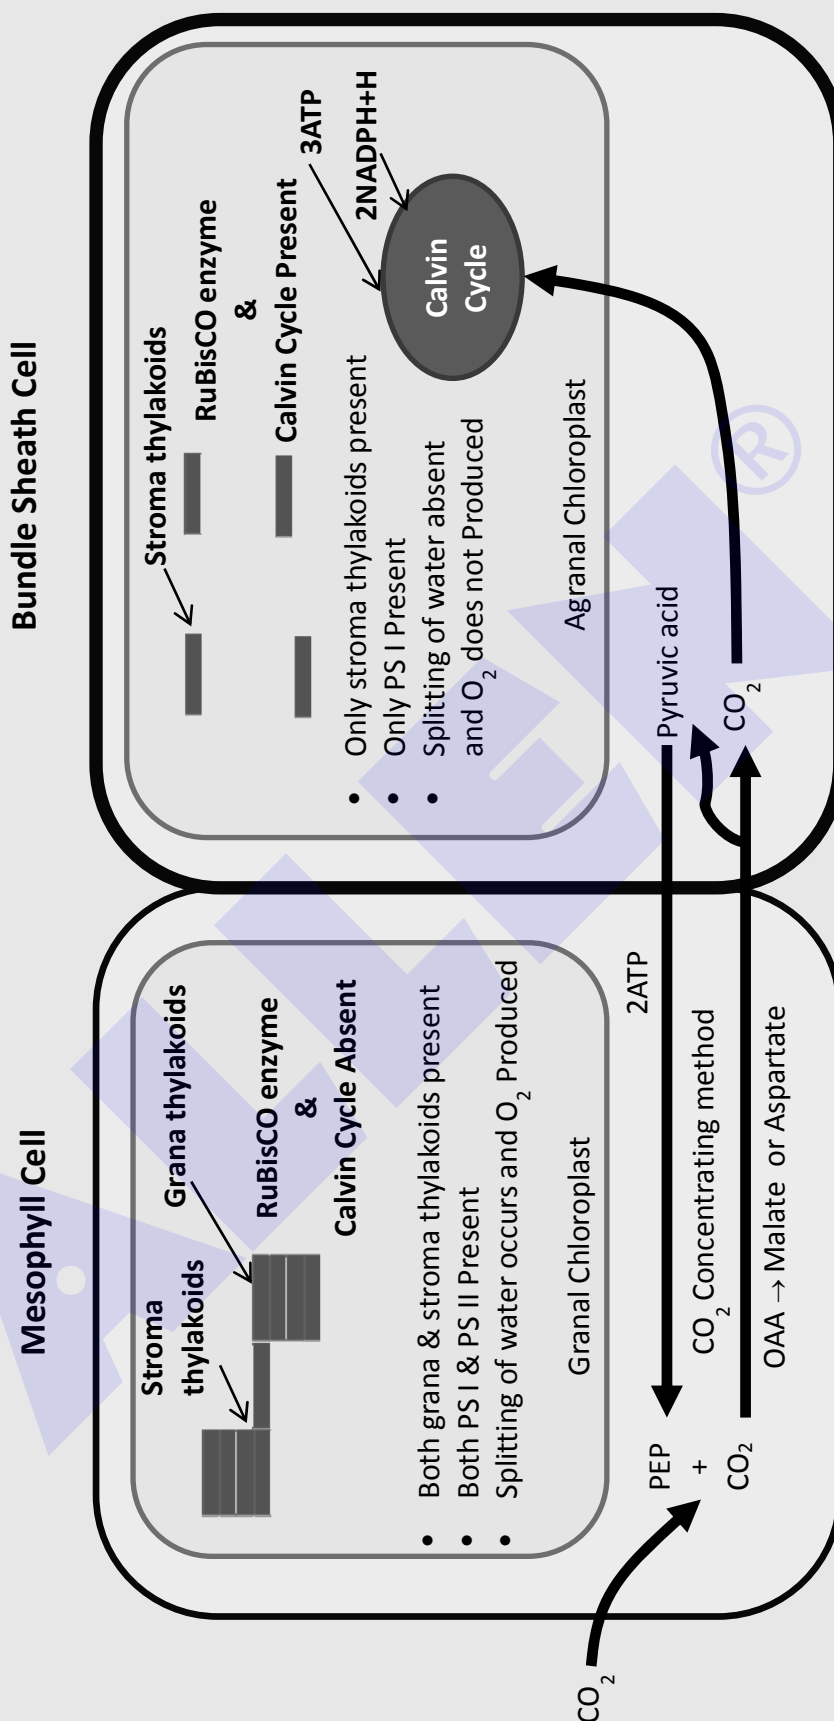 Mesophyll Cell
Stroma
thylakoids
Grana thylakoids
RuBisCO enzyme
&
Calvin Cycle Absent
• Both grana & stroma thylakoids present
• Both PS I & PS II Present
• Splitting of water occurs and O₂ Produced
Granal Chloroplast
CO₂
PEP
+
CO₂
2ATP
CO₂ Concentrating method
OAA → Malate or Aspartate
Bundle Sheath Cell
Stroma thylakoids
RuBisCO enzyme
&
Calvin Cycle Present
3ATP
2NADPH+H
Calvin
Cycle
• Only stroma thylakoids present
• Only PS I Present
• Splitting of water absent
and O₂ does not Produced
Agranal Chloroplast
Pyruvic acid
CO₂
ALLEN®